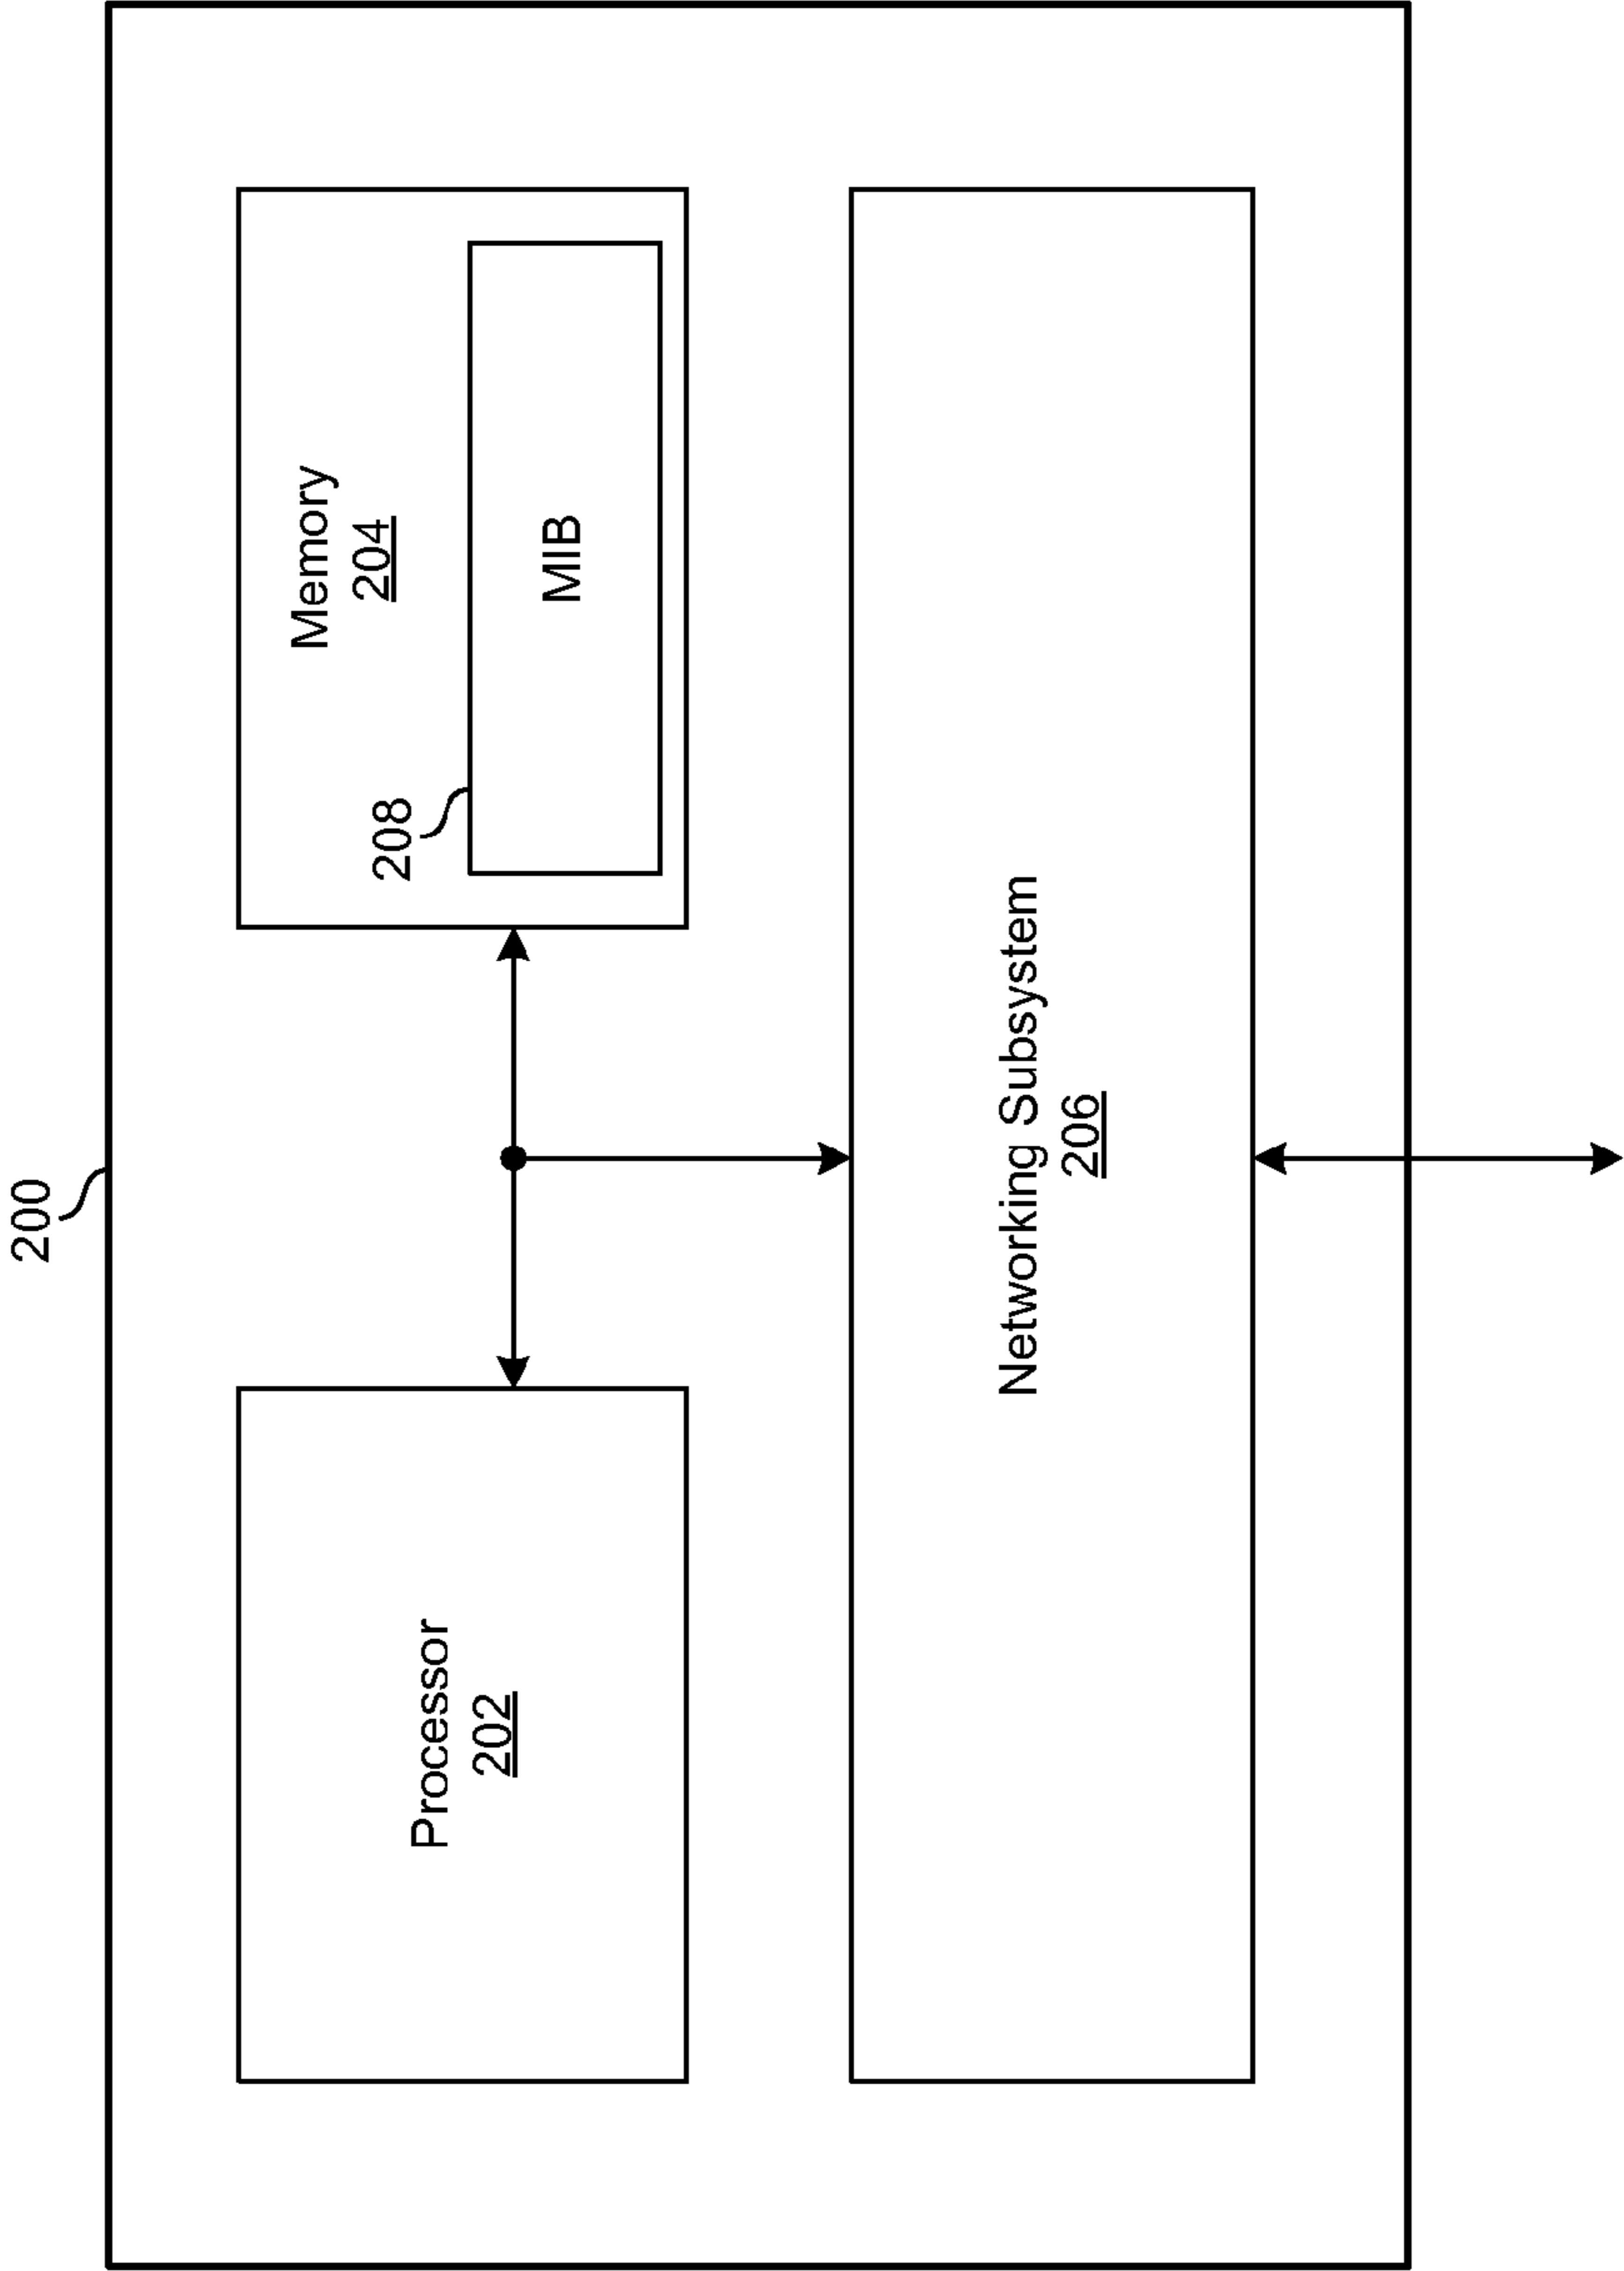 200
Processor
202
Memory
204
208
MIB
Networking Subsystem
206